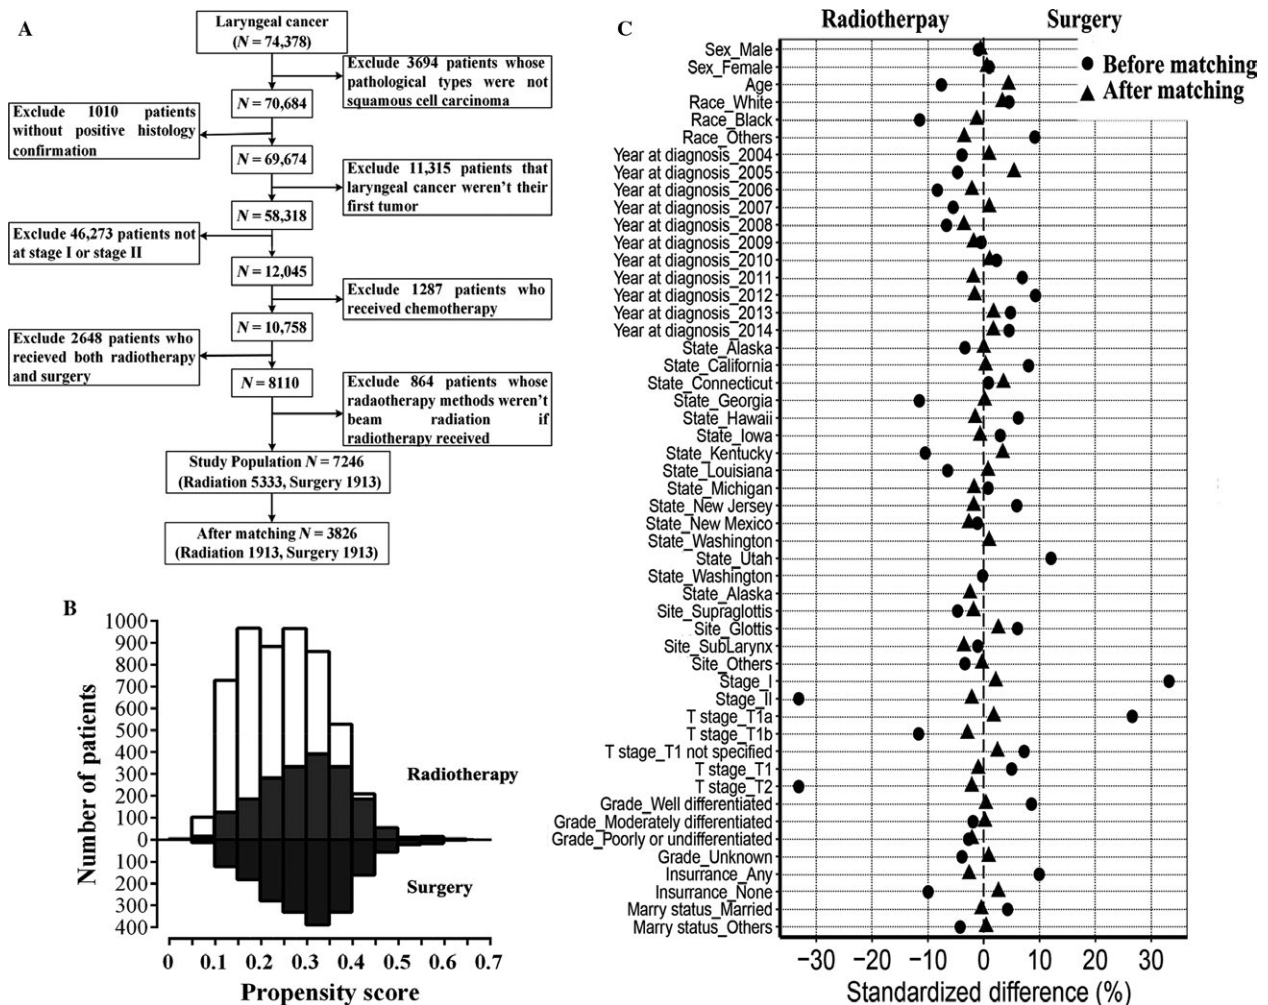 A
Laryngeal cancer
(N = 74,378)
Exclude 3694 patients whose
pathological types were not
squamous cell carcinoma
N = 70,684
Exclude 1010 patients
without positive histology
confirmation
N = 69,674
Exclude 11,315 patients that
laryngeal cancer weren't their
first tumor
N = 58,318
Exclude 46,273 patients not
at stage I or stage II
N = 12,045
Exclude 1287 patients who
received chemotherapy
N = 10,758
Exclude 2648 patients who
recieved both radiotherapy
and surgery
N = 8110
Exclude 864 patients whose
radaotherapy methods weren't
beam radiation if
radiotherapy received
Study Population N = 7246
(Radiation 5333, Surgery 1913)
After matching N = 3826
(Radiation 1913, Surgery 1913)
B
Number of patients
1000
900
800
700
600
500
400
300
200
100
0
100
200
300
400
Radiotherapy
Surgery
0 0.1 0.2 0.3 0.4 0.5 0.6 0.7
Propensity score
C
Radiotherpay Surgery
Before matching
After matching
Sex_Male
Sex_Female
Age
Race_White
Race_Black
Race_Others
Year at diagnosis_2004
Year at diagnosis_2005
Year at diagnosis_2006
Year at diagnosis_2007
Year at diagnosis_2008
Year at diagnosis_2009
Year at diagnosis_2010
Year at diagnosis_2011
Year at diagnosis_2012
Year at diagnosis_2013
Year at diagnosis_2014
State_Alaska
State_California
State_Connecticut
State_Georgia
State_Hawaii
State_Iowa
State_Kentucky
State_Louisiana
State_Michigan
State_New Jersey
State_New Mexico
State_Washington
State_Utah
State_Washington
State_Alaska
Site_Supraglottis
Site_Glottis
Site_SubLarynx
Site_Others
Stage_I
Stage_II
T stage_T1a
T stage_T1b
T stage_T1 not specified
T stage_T1
T stage_T2
Grade_Well differentiated
Grade_Moderately differentiated
Grade_Poorly or undifferentiated
Grade_Unknown
Insurrance_Any
Insurrance_None
Marry status_Married
Marry status_Others
−30 −20 −10 0 10 20 30
Standardized difference (%)